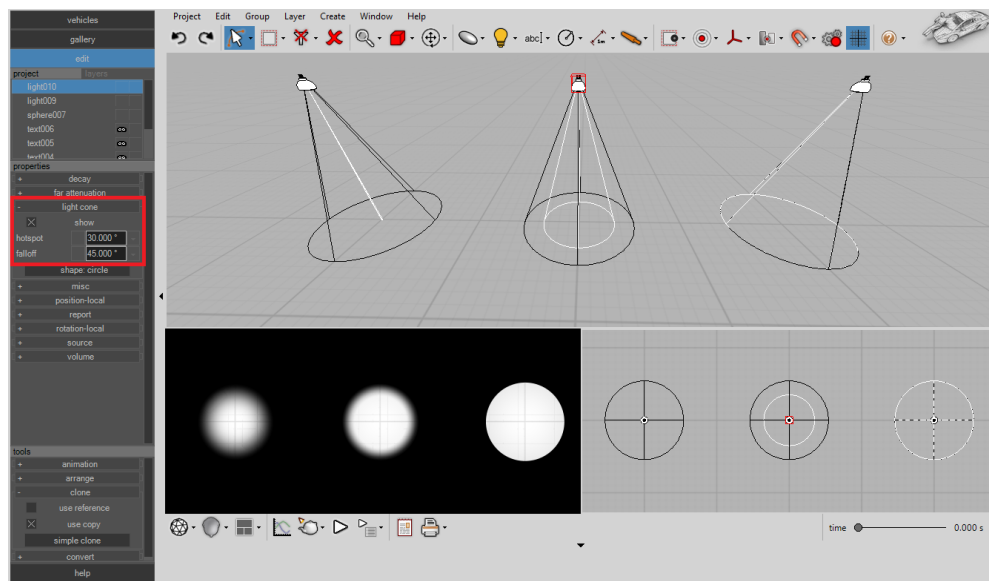 vehicles
gallery
edit
project layers
light010
light009
sphere007
text006
text005
text004
properties
+ decay
+ far attenuation
- light cone
show
hotspot 30.000 °
falloff 45.000 °
shape: circle
+ misc
+ position-local
+ report
+ rotation-local
+ source
+ volume
tools
+ animation
+ arrange
- clone
use reference
use copy
simple clone
+ convert
help
Project Edit Group Layer Create Window Help
abc
1m
time 0.000 s